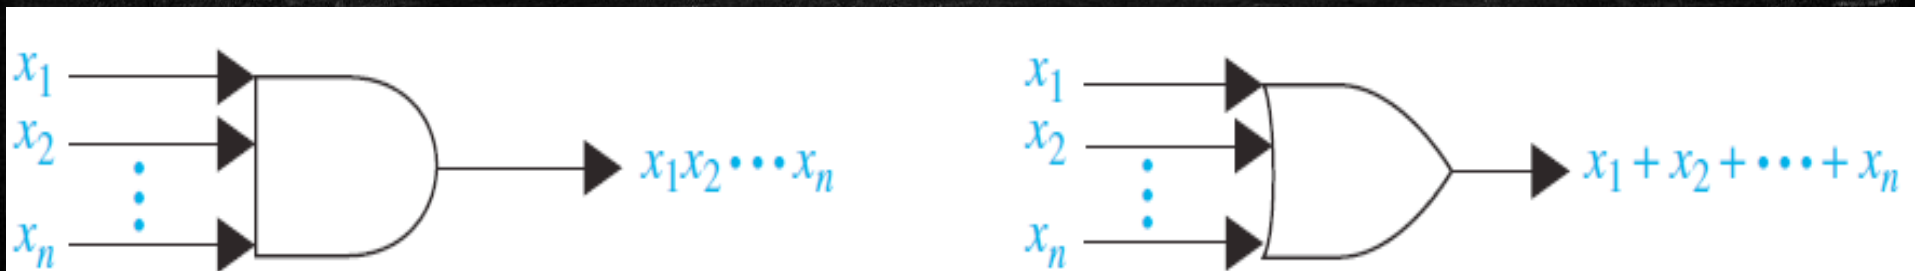 x₁
x₂
xₙ
x₁x₂⋯xₙ
x₁
x₂
xₙ
x₁ + x₂ + ⋯ + xₙ